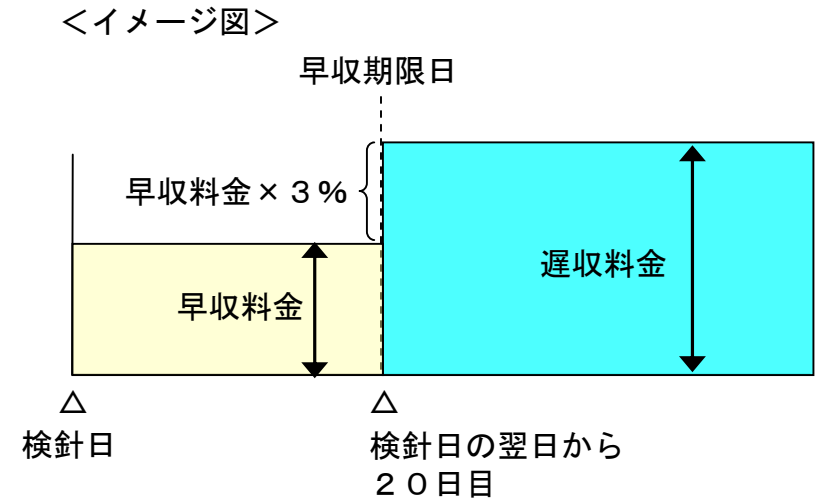 ＜イメージ図＞
早収期限日
早収料金×３％
遅収料金
早収料金
△
検針日
△
検針日の翌日から
２０日目